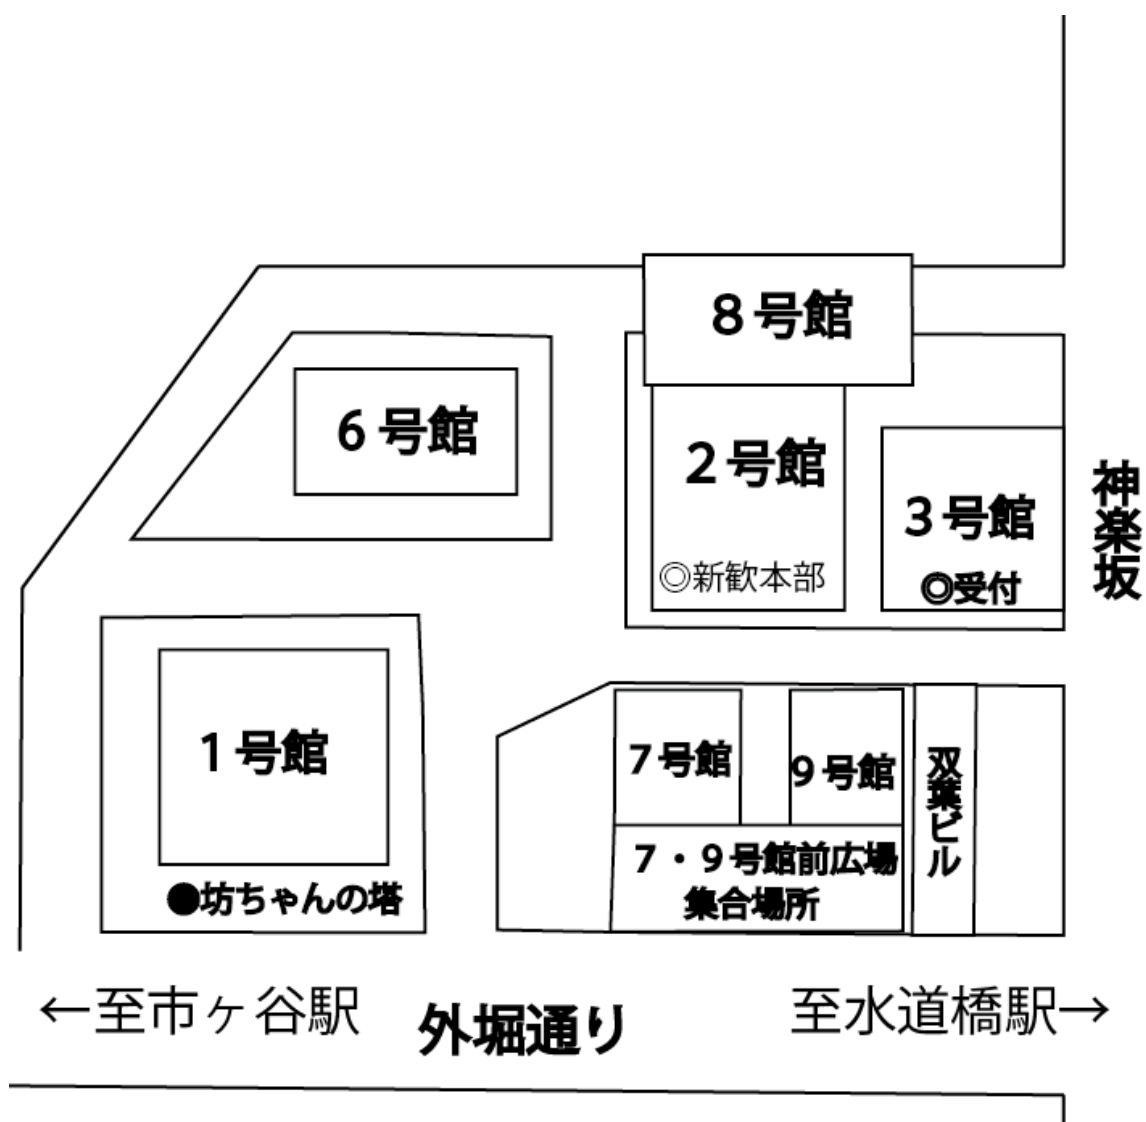 ８号館
６号館
２号館
◎新歓本部
３号館
◎受付
神楽坂
１号館
●坊ちゃんの塔
７号館
９号館
７・９号館前広場
集合場所
双葉ビル
←至市ヶ谷駅
外堀通り
至水道橋駅→